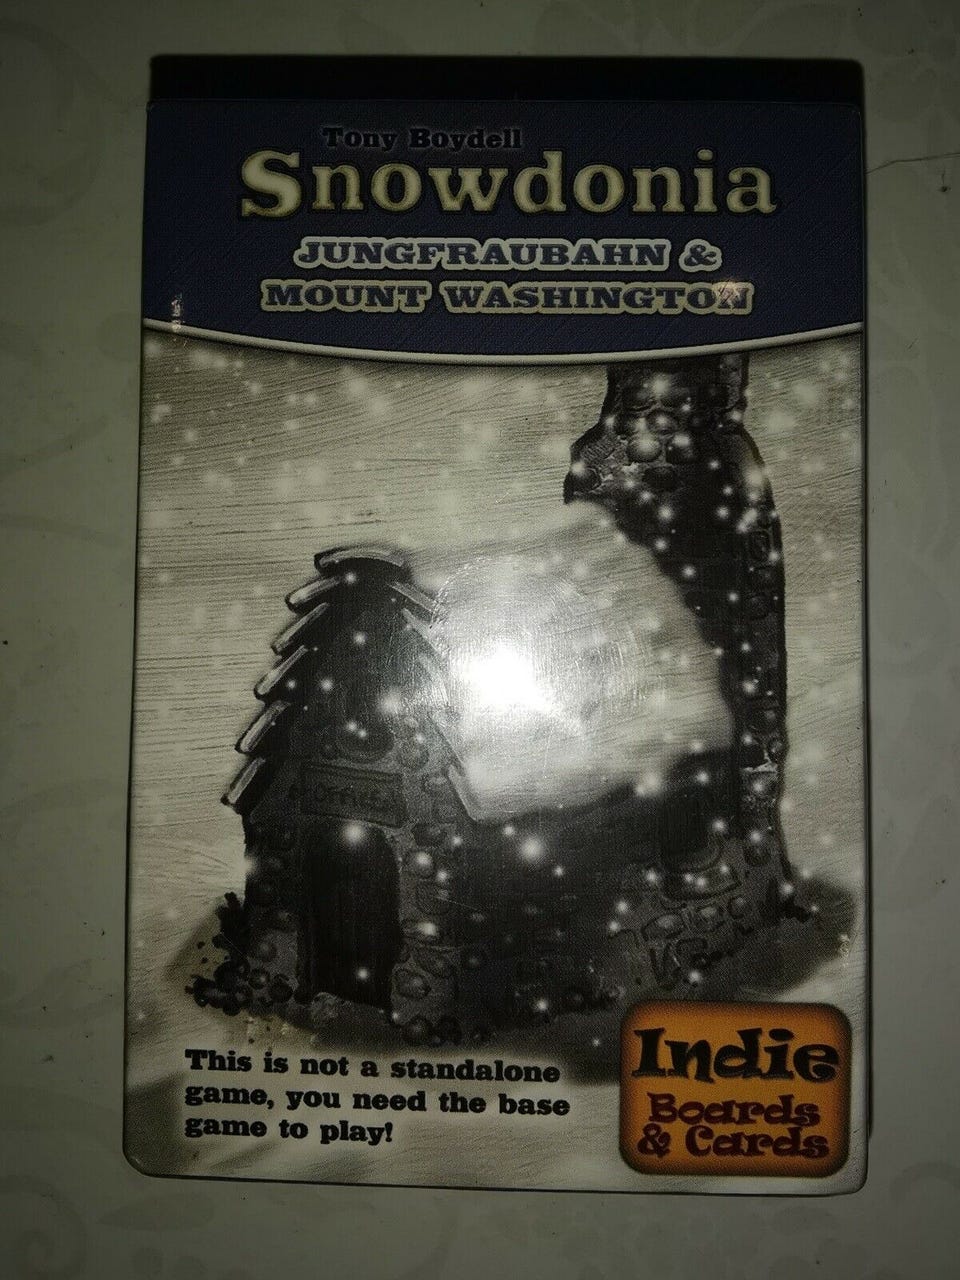 Tony Boydell
Snowdonia
JUNGFRAUBAHN &
MOUNT WASHINGTON
This is not a standalone
game, you need the base
game to play!
Indie
Boards
& Cards